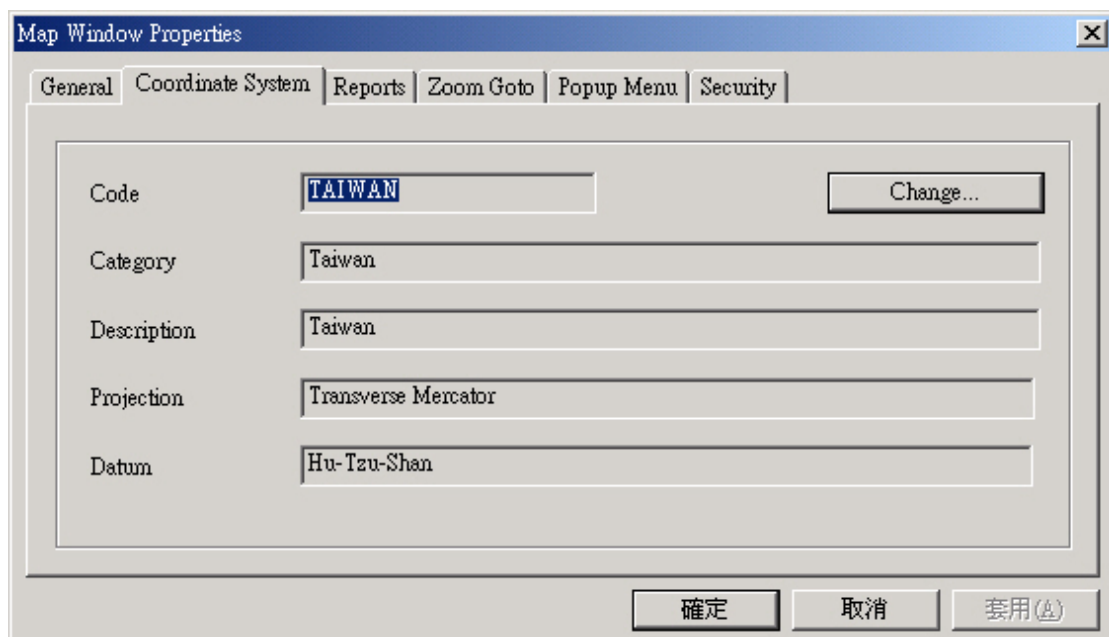 Map Window Properties
General Coordinate System Reports Zoom Goto Popup Menu Security
Code TAIWAN Change...
Category Taiwan
Description Taiwan
Projection Transverse Mercator
Datum Hu-Tzu-Shan
確定 取消 套用(A)